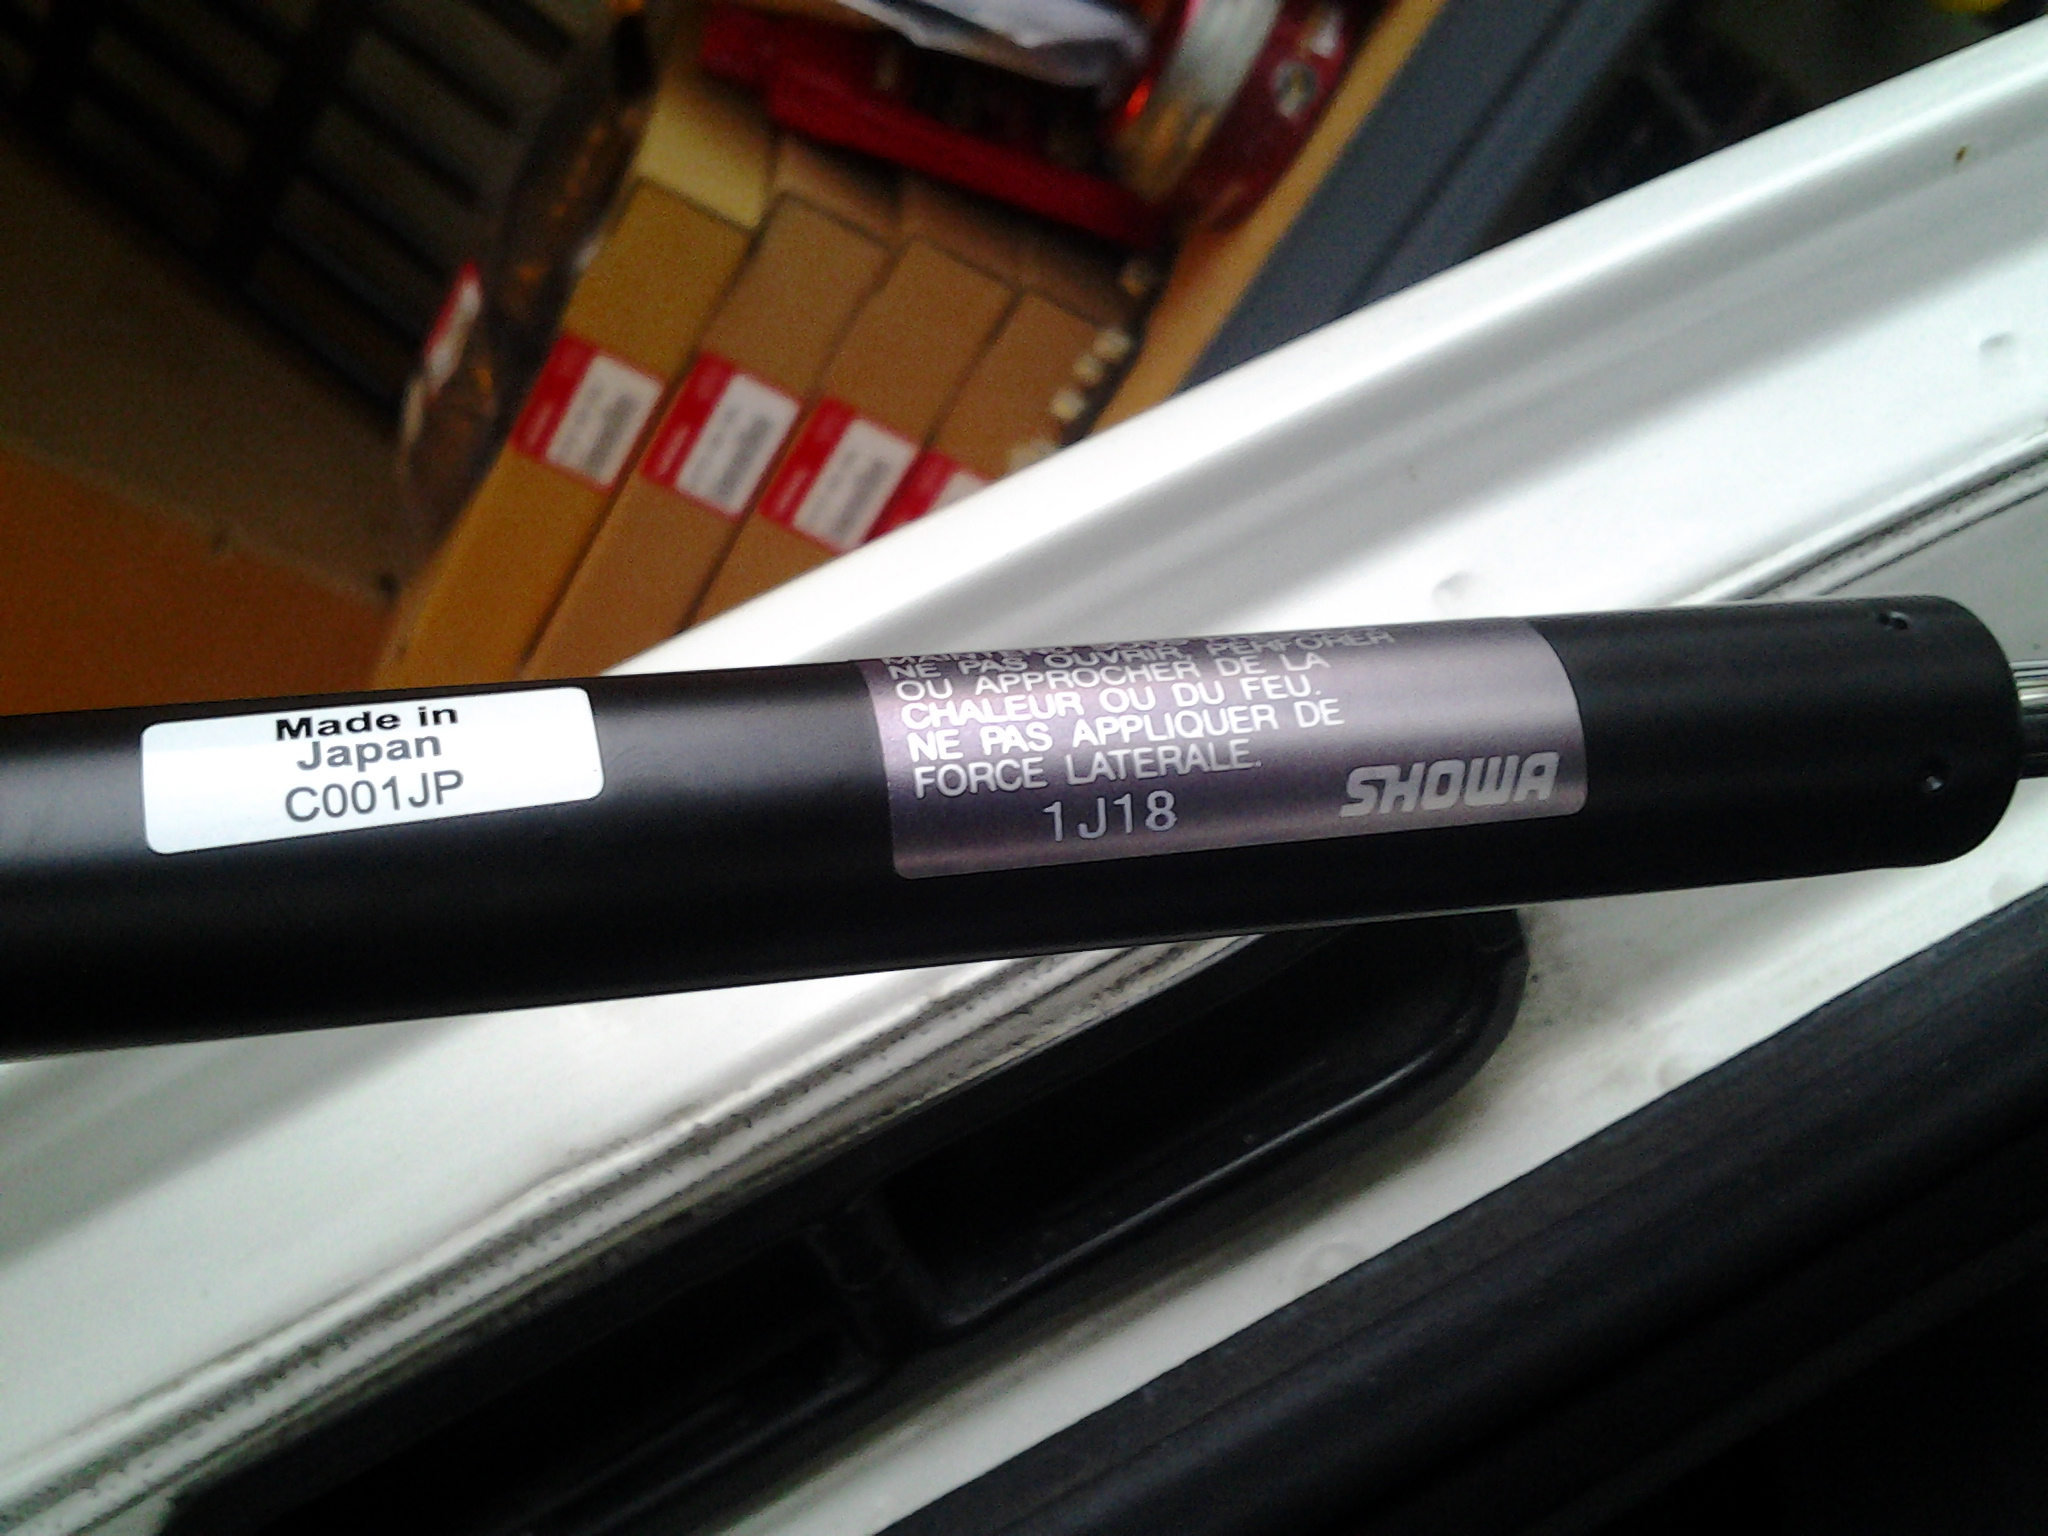 Made in
Japan
C001JP
NE PAS OUVRIR, PERFORER
OU APPROCHER DE LA
CHALEUR OU DU FEU.
NE PAS APPLIQUER DE
FORCE LATERALE.
1J18
SHOWA